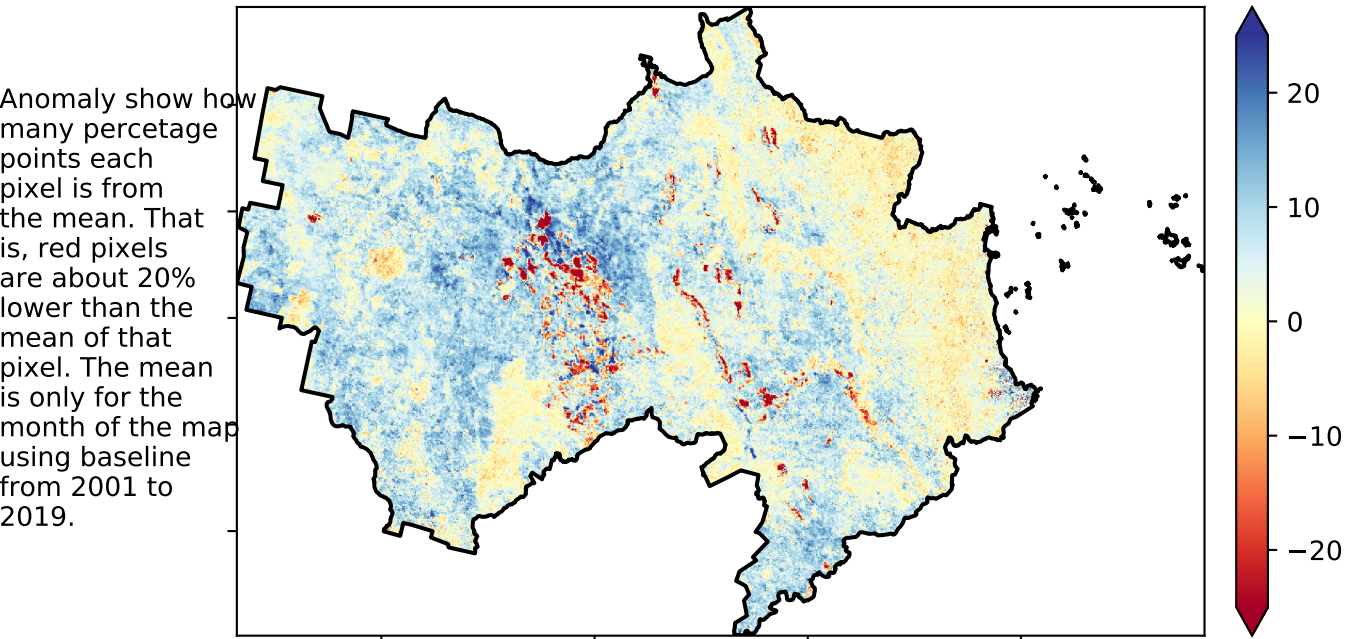 Anomaly show how
many percetage
points each
pixel is from
the mean. That
is, red pixels
are about 20%
lower than the
mean of that
pixel. The mean
is only for the
month of the map
using baseline
from 2001 to
2019.
20
10
0
−10
−20